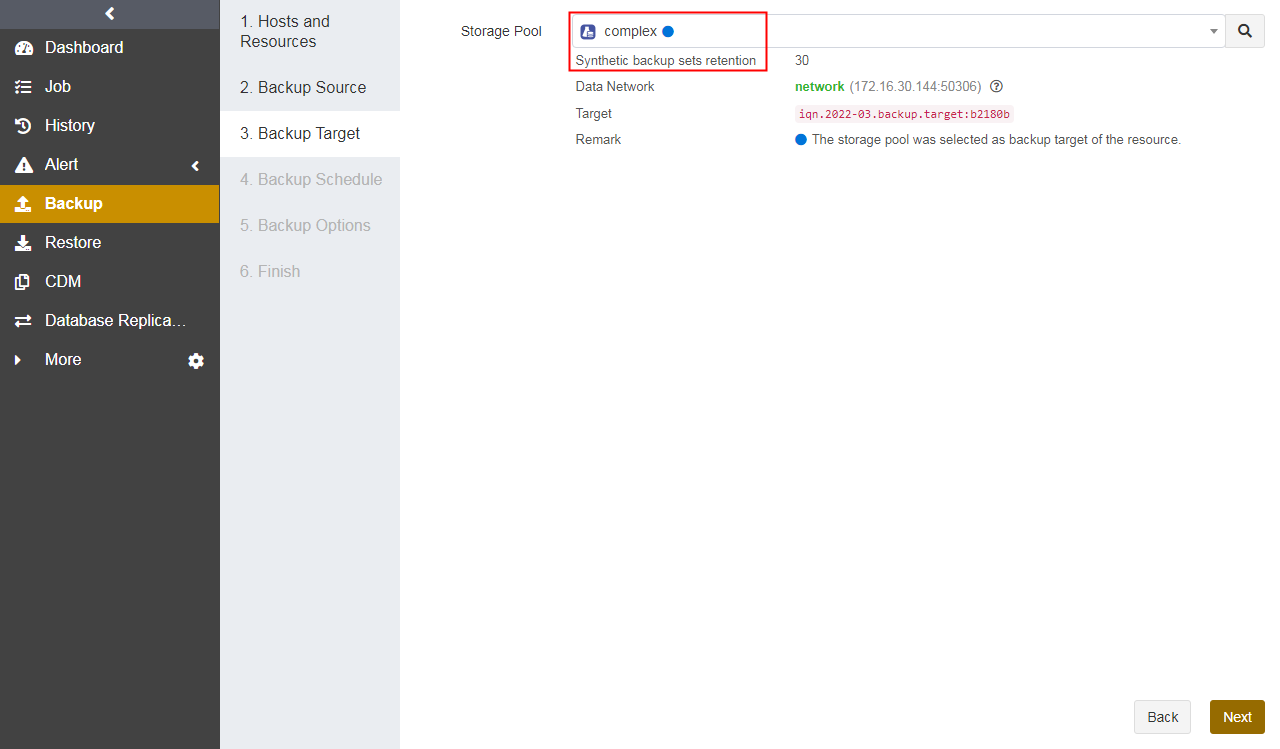 Dashboard
Job
History
Alert
Backup
Restore
CDM
Database Replica…
More
1. Hosts and
Resources
2. Backup Source
3. Backup Target
4. Backup Schedule
5. Backup Options
6. Finish
Storage Pool
complex
Synthetic backup sets retention 30
Data Network network (172.16.30.144:50306)
Target iqn.2022-03.backup.target:b2180b
Remark The storage pool was selected as backup target of the resource.
Back Next